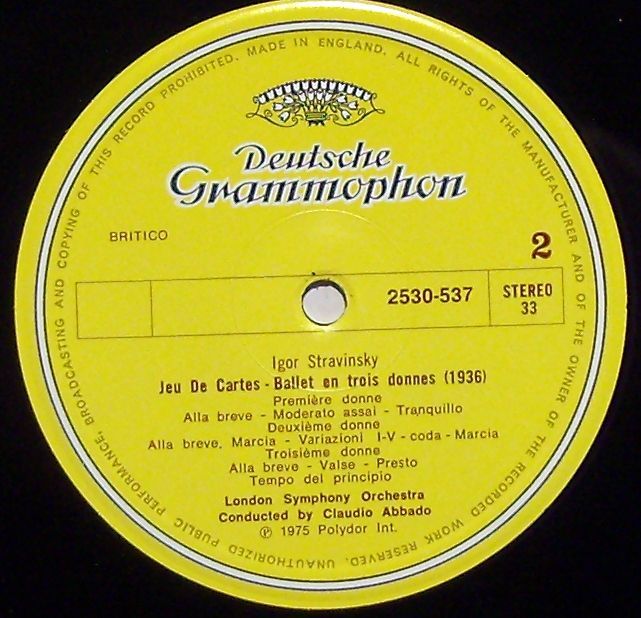 PERFORMANCE, BROADCASTING AND COPYING OF THIS RECORD PROHIBITED. MADE IN ENGLAND. ALL RIGHTS OF THE MANUFACTURER AND OF THE OWNER OF THE RECORDED WORK RESERVED. UNAUTHORIZED PUBLIC
Deutsche
Grammophon
BRITICO
2
2530-537
STEREO
33
Igor Stravinsky
Jeu De Cartes - Ballet en trois donnes (1936)
Première donne
Alla breve - Moderato assai - Tranquillo
Deuxième donne
Alla breve, Marcia - Variazioni I-V - coda - Marcia
Troisième donne
Alla breve - Valse - Presto
Tempo del principio
London Symphony Orchestra
Conducted by Claudio Abbado
℗ 1975 Polydor Int.